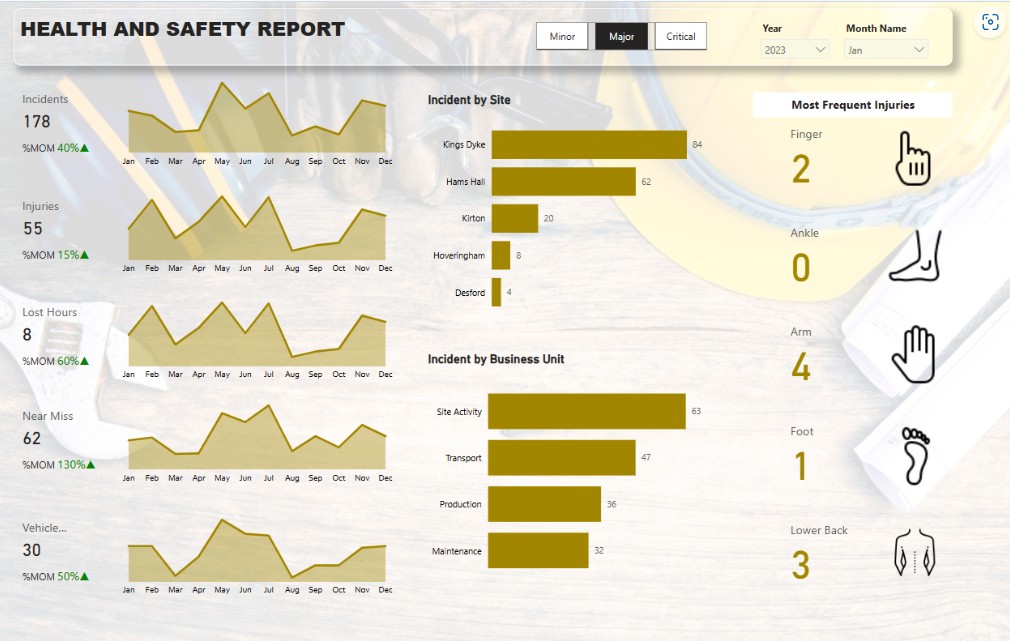 HEALTH AND SAFETY REPORT
Minor
Major
Critical
Year
2023
Month Name
Jan
Incidents
178
%MOM 40%▲
Jan Feb Mar Apr May Jun Jul Aug Sep Oct Nov Dec
Injuries
55
%MOM 15%▲
Jan Feb Mar Apr May Jun Jul Aug Sep Oct Nov Dec
Lost Hours
8
%MOM 60%▲
Jan Feb Mar Apr May Jun Jul Aug Sep Oct Nov Dec
Near Miss
62
%MOM 130%▲
Jan Feb Mar Apr May Jun Jul Aug Sep Oct Nov Dec
Vehicle...
30
%MOM 50%▲
Jan Feb Mar Apr May Jun Jul Aug Sep Oct Nov Dec
Incident by Site
Kings Dyke 84
Hams Hall 62
Kirton 20
Hoveringham 8
Desford 4
Incident by Business Unit
Site Activity 63
Transport 47
Production 36
Maintenance 32
Most Frequent Injuries
Finger
2
Ankle
0
Arm
4
Foot
1
Lower Back
3